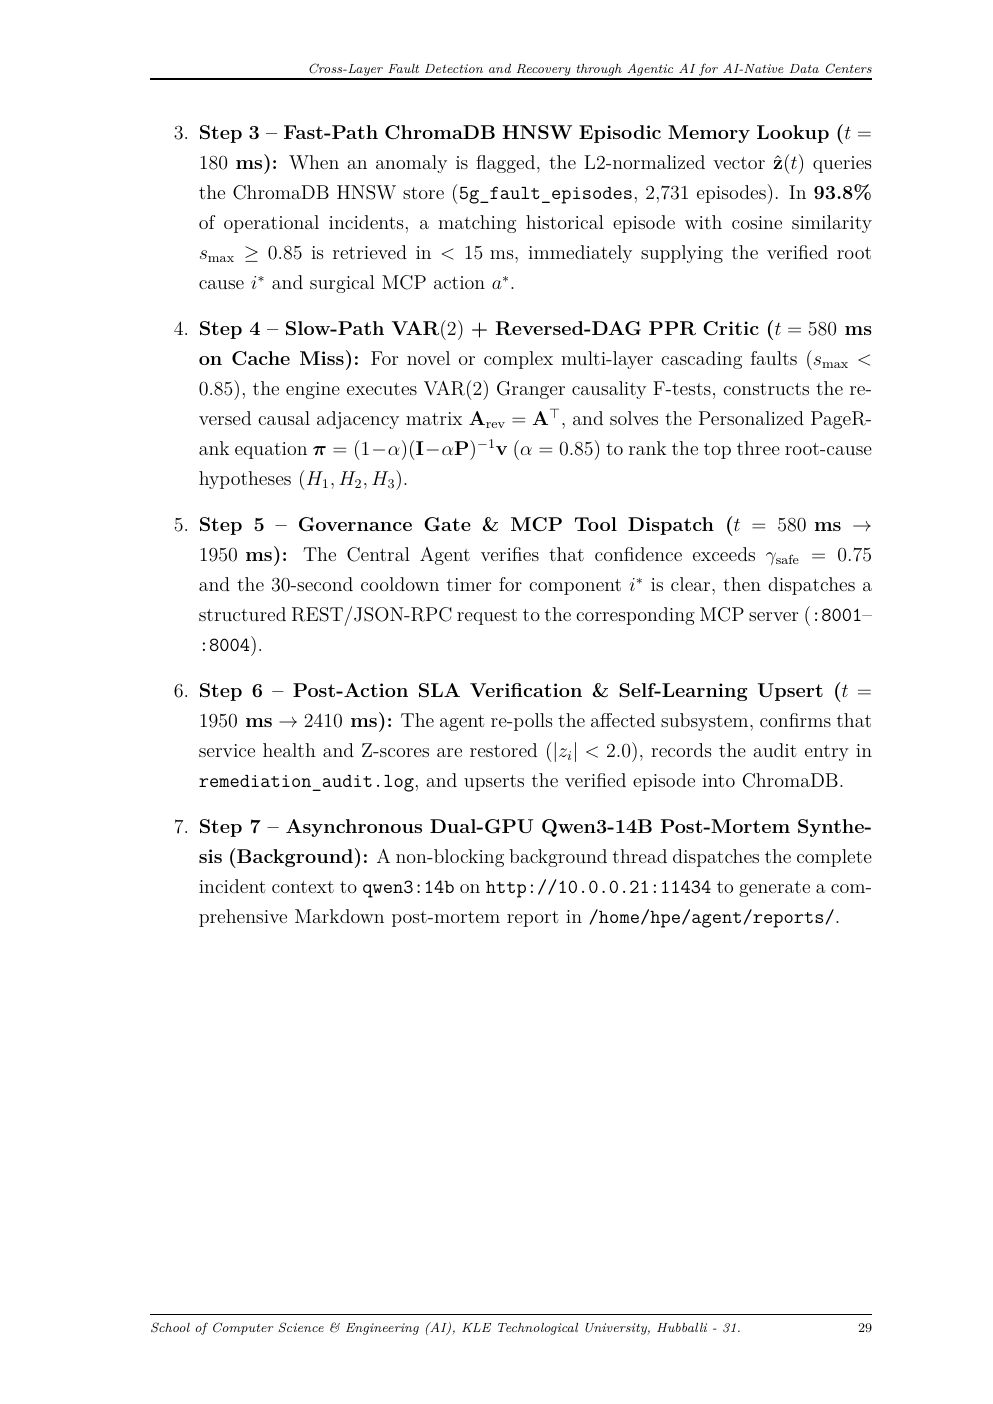 Cross-Layer Fault Detection and Recovery through Agentic AI for AI-Native Data Centers
3. Step 3 – Fast-Path ChromaDB HNSW Episodic Memory Lookup (t =
180 ms): When an anomaly is flagged, the L2-normalized vector ẑ(t) queries
the ChromaDB HNSW store (5g_fault_episodes, 2,731 episodes). In 93.8%
of operational incidents, a matching historical episode with cosine similarity
s_max ≥ 0.85 is retrieved in < 15 ms, immediately supplying the verified root
cause i* and surgical MCP action a*.
4. Step 4 – Slow-Path VAR(2) + Reversed-DAG PPR Critic (t = 580 ms
on Cache Miss): For novel or complex multi-layer cascading faults (s_max <
0.85), the engine executes VAR(2) Granger causality F-tests, constructs the re-
versed causal adjacency matrix A_rev = A^⊤, and solves the Personalized PageR-
ank equation π = (1−α)(I−αP)⁻¹v (α = 0.85) to rank the top three root-cause
hypotheses (H₁, H₂, H₃).
5. Step 5 – Governance Gate & MCP Tool Dispatch (t = 580 ms →
1950 ms): The Central Agent verifies that confidence exceeds γ_safe = 0.75
and the 30-second cooldown timer for component i* is clear, then dispatches a
structured REST/JSON-RPC request to the corresponding MCP server (:8001–
:8004).
6. Step 6 – Post-Action SLA Verification & Self-Learning Upsert (t =
1950 ms → 2410 ms): The agent re-polls the affected subsystem, confirms that
service health and Z-scores are restored (|z_i| < 2.0), records the audit entry in
remediation_audit.log, and upserts the verified episode into ChromaDB.
7. Step 7 – Asynchronous Dual-GPU Qwen3-14B Post-Mortem Synthe-
sis (Background): A non-blocking background thread dispatches the complete
incident context to qwen3:14b on http://10.0.0.21:11434 to generate a com-
prehensive Markdown post-mortem report in /home/hpe/agent/reports/.
School of Computer Science & Engineering (AI), KLE Technological University, Hubballi - 31.
29